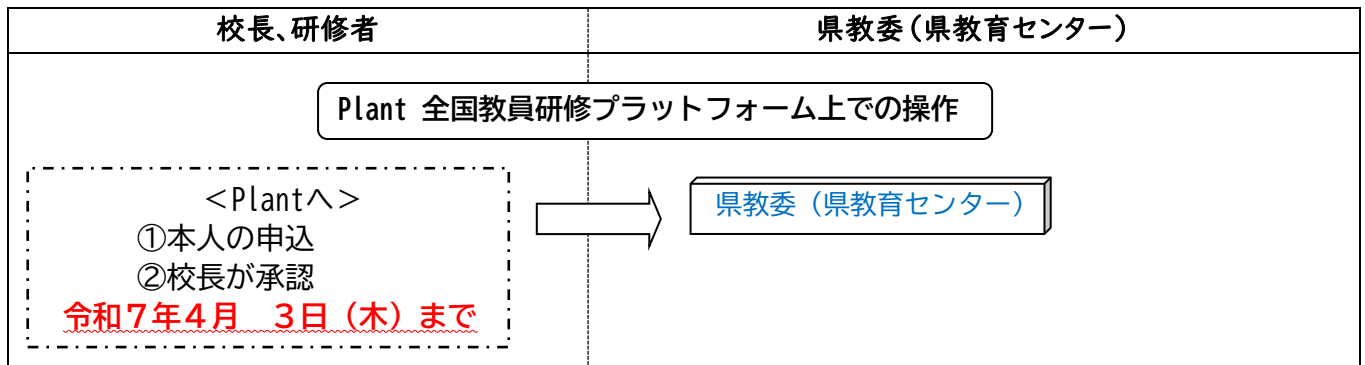 校長、研修者
県教委（県教育センター）
Plant 全国教員研修プラットフォーム上での操作
＜Plantへ＞
①本人の申込
②校長が承認
令和７年４月　３日（木）まで
県教委（県教育センター）